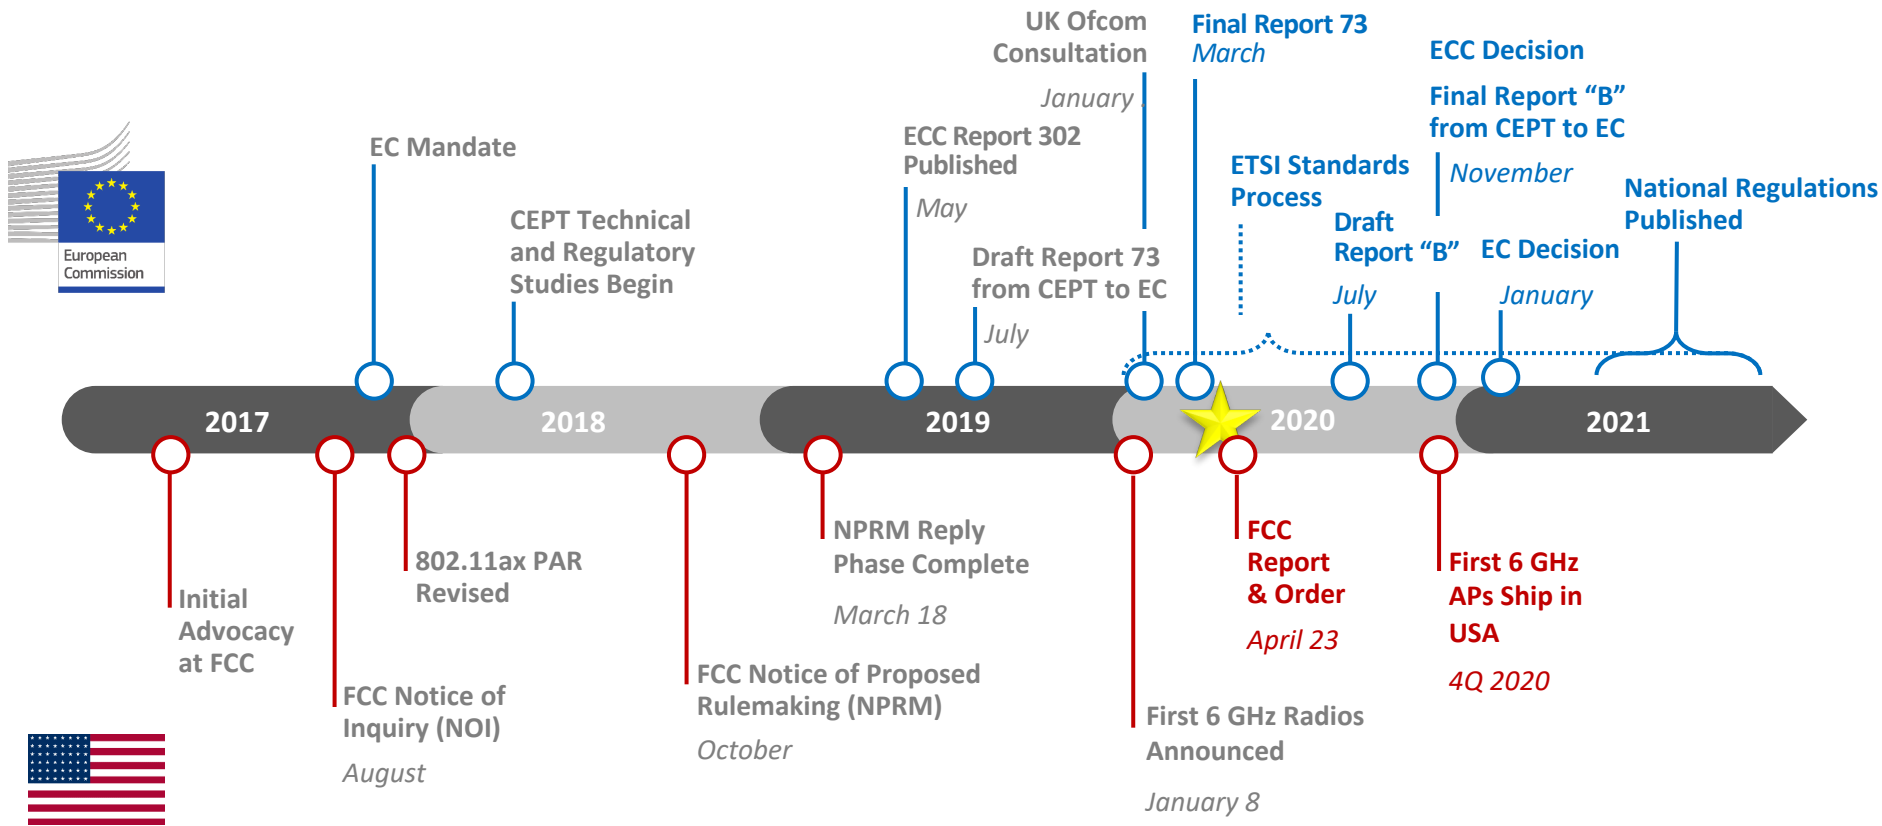 UK Ofcom
Consultation
January
Final Report 73
March
ECC Decision
Final Report “B”
from CEPT to EC
November
EC Mandate
ECC Report 302
Published
May
ETSI Standards
Process
National Regulations
Published
CEPT Technical
and Regulatory
Studies Begin
Draft Report 73
from CEPT to EC
July
Draft
Report “B”
July
EC Decision
January
European
Commission
2017
2018
2019
2020
2021
Initial
Advocacy
at FCC
FCC Notice of
Inquiry (NOI)
August
802.11ax PAR
Revised
FCC Notice of Proposed
Rulemaking (NPRM)
October
NPRM Reply
Phase Complete
March 18
First 6 GHz Radios
Announced
January 8
FCC
Report
& Order
April 23
First 6 GHz
APs Ship in
USA
4Q 2020